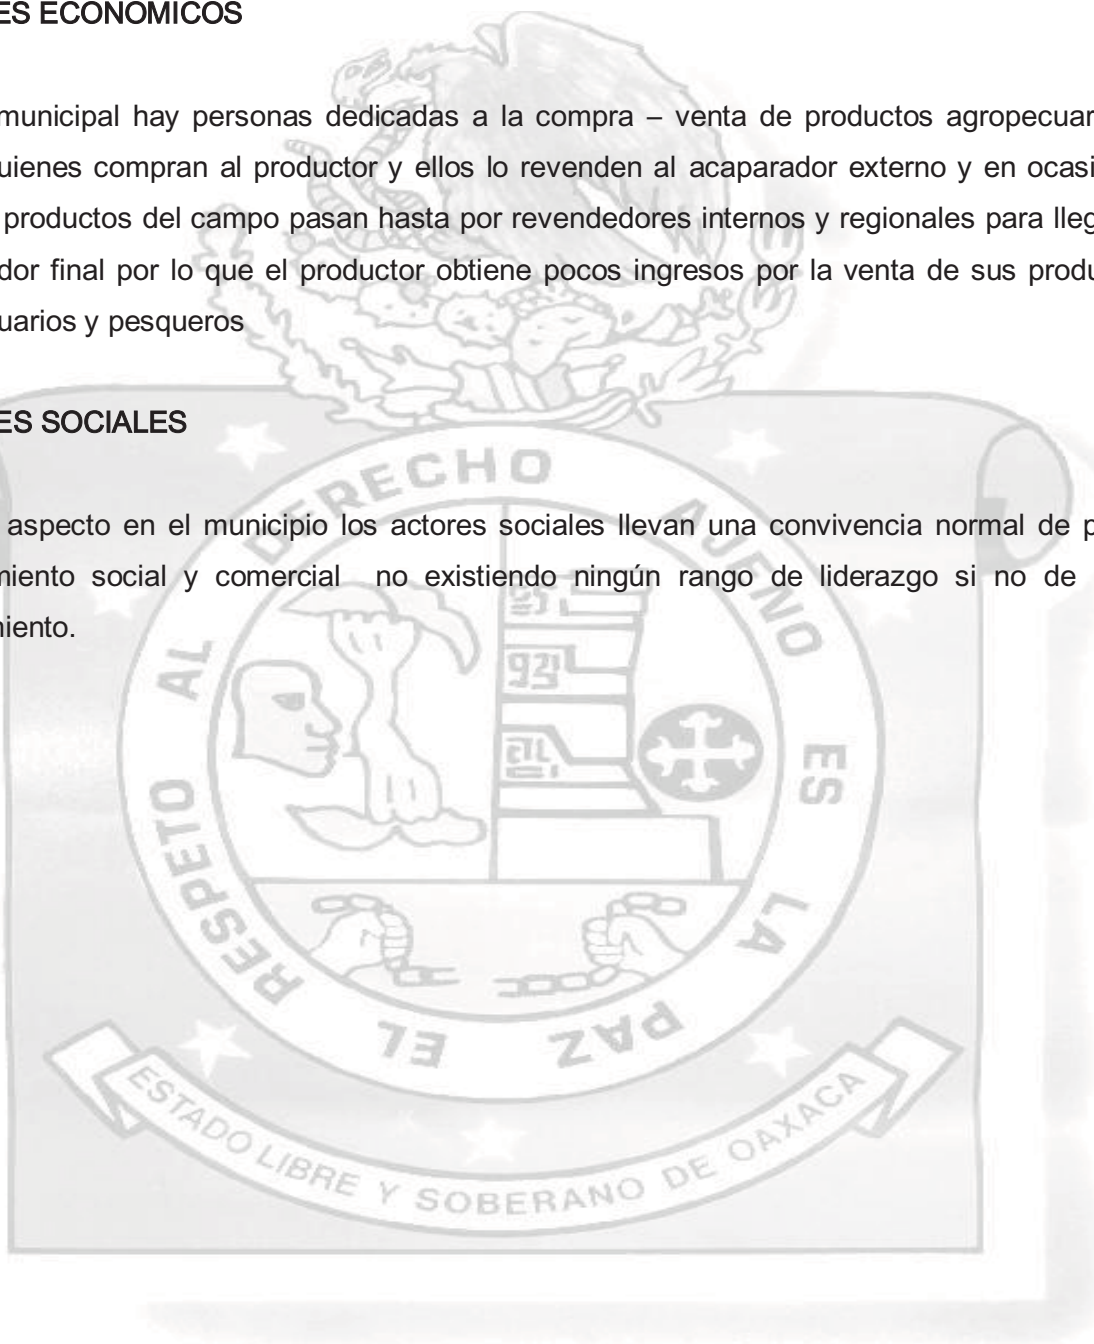 ES ECONOMICOS
municipal hay personas dedicadas a la compra – venta de productos agropecuar
uienes compran al productor y ellos lo revenden al acaparador externo y en ocasi
productos del campo pasan hasta por revendedores internos y regionales para lleg
dor final por lo que el productor obtiene pocos ingresos por la venta de sus produ
uarios y pesqueros
ES SOCIALES
aspecto en el municipio los actores sociales llevan una convivencia normal de p
miento social y comercial no existiendo ningún rango de liderazgo si no de
niento.
EL RESPETO AL DERECHO AJENO ES LA PAZ
ESTADO LIBRE Y SOBERANO DE OAXACA